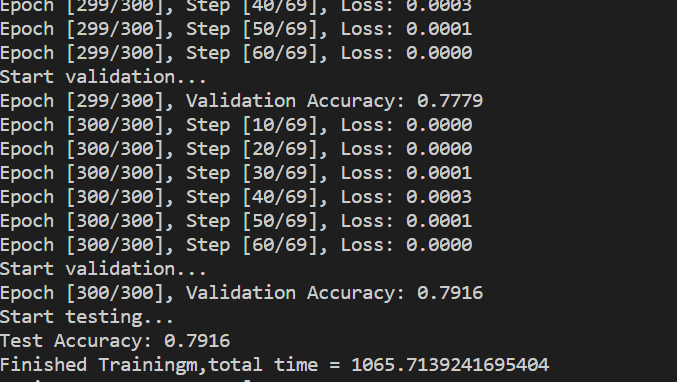 Epoch [299/300], Step [40/69], Loss: 0.0003
Epoch [299/300], Step [50/69], Loss: 0.0001
Epoch [299/300], Step [60/69], Loss: 0.0000
Start validation...
Epoch [299/300], Validation Accuracy: 0.7779
Epoch [300/300], Step [10/69], Loss: 0.0000
Epoch [300/300], Step [20/69], Loss: 0.0000
Epoch [300/300], Step [30/69], Loss: 0.0001
Epoch [300/300], Step [40/69], Loss: 0.0003
Epoch [300/300], Step [50/69], Loss: 0.0001
Epoch [300/300], Step [60/69], Loss: 0.0000
Start validation...
Epoch [300/300], Validation Accuracy: 0.7916
Start testing...
Test Accuracy: 0.7916
Finished Trainingm,total time = 1065.7139241695404